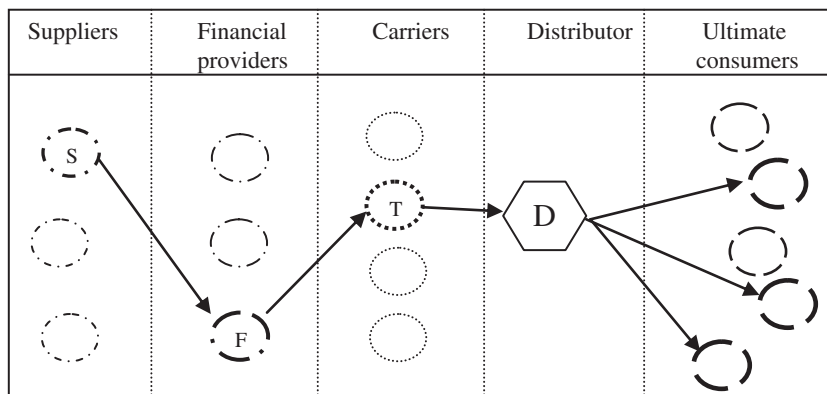 Suppliers
Financial
providers
Carriers
Distributor
Ultimate
consumers
S
T
D
F